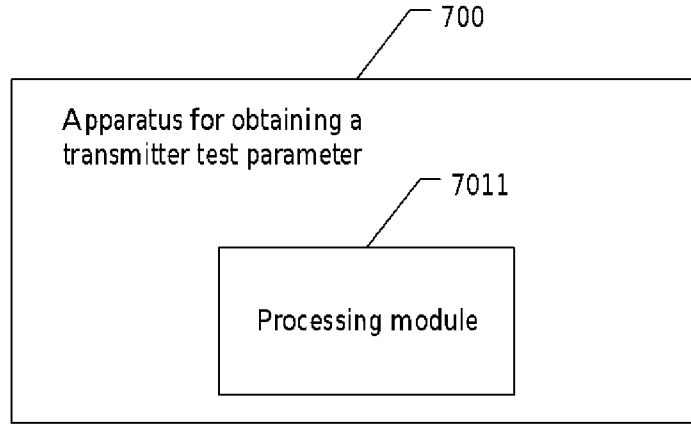 700
Apparatus for obtaining a
transmitter test parameter
7011
Processing module